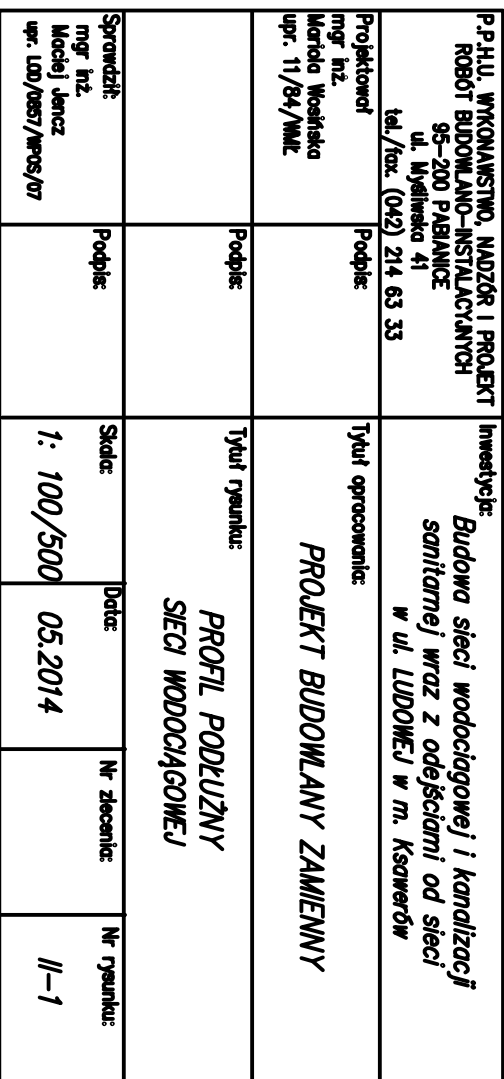 P.P.H.U. WYKONAWSTWO, NADZÓR I PROJEKT
ROBÓT BUDOWLANO-INSTALACYJNYCH
95-200 PABIANICE
ul. Myśliwska 41
tel./fax. (042) 214 63 33
Inwestycja:
Budowa sieci wodociągowej i kanalizacji
sanitarnej wraz z odejściami od sieci
w ul. LUDOWEJ w m. Ksawerów
Projektował
mgr inż.
Mariola Wosińska
upr. 11/84/WMŁ
Podpis:
Tytuł opracowania:
PROJEKT BUDOWLANY ZAMIENNY
Podpis:
Tytuł rysunku:
PROFIL PODŁUŻNY
SIECI WODOCIĄGOWEJ
Sprawdził:
mgr inż.
Maciej Jencz
upr. LOD/0857/WPOS/07
Podpis:
Skala:
1: 100/500
Data:
05.2014
Nr zlecenia:
Nr rysunku:
II-1